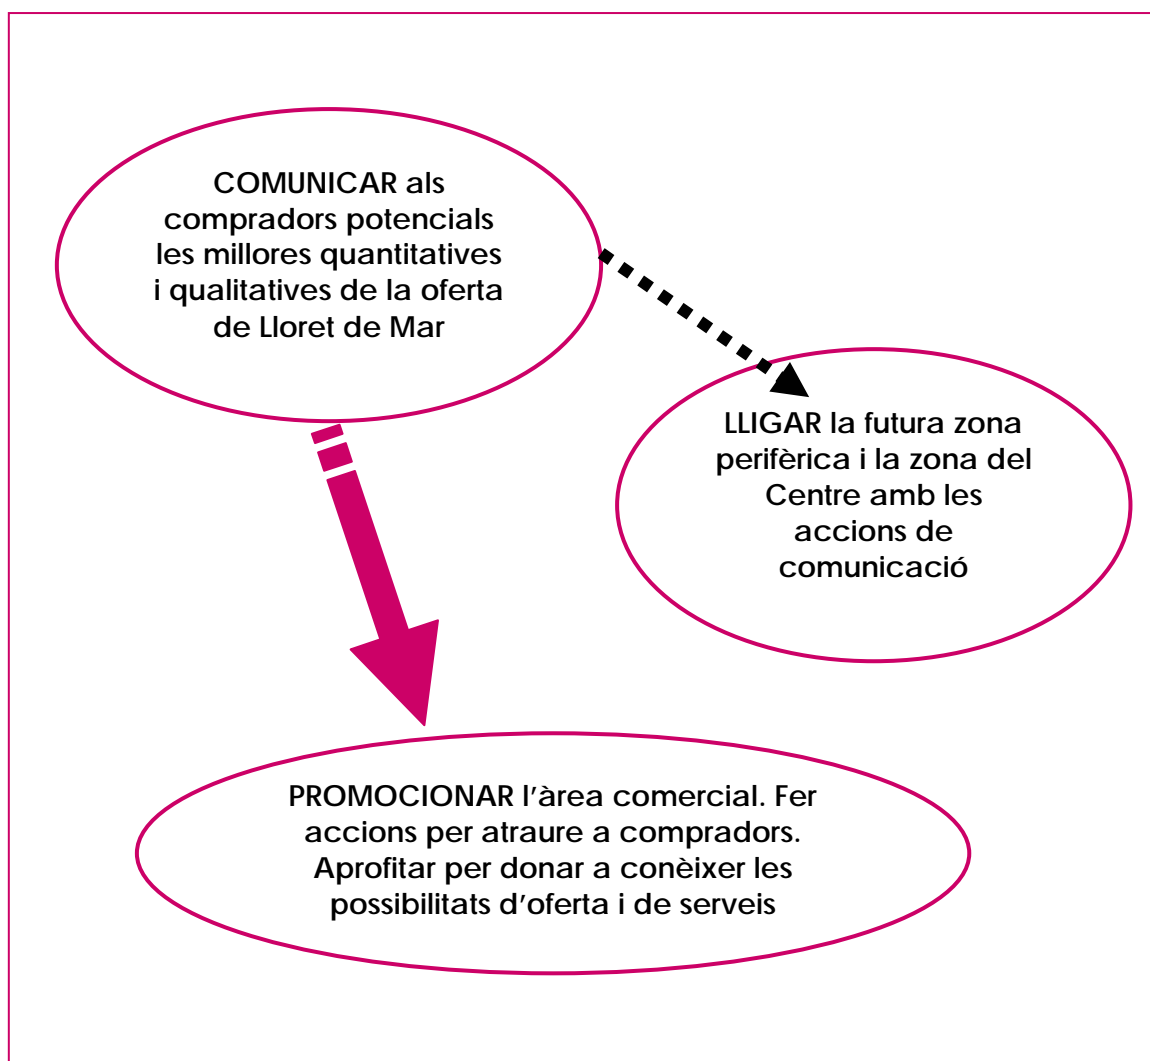 COMUNICAR als
compradors potencials
les millores quantitatives
i qualitatives de la oferta
de Lloret de Mar
LLIGAR la futura zona
perifèrica i la zona del
Centre amb les
accions de
comunicació
PROMOCIONAR l’àrea comercial. Fer
accions per atraure a compradors.
Aprofitar per donar a conèixer les
possibilitats d’oferta i de serveis